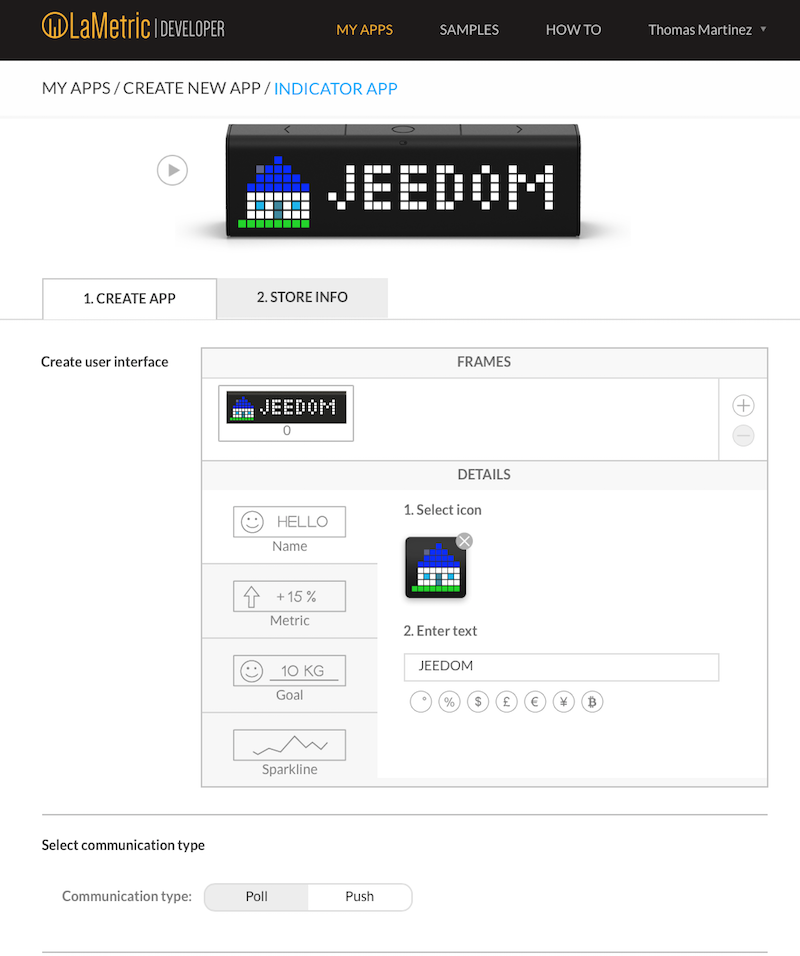 LaMetric | DEVELOPER
MY APPS
SAMPLES
HOW TO
Thomas Martinez
MY APPS / CREATE NEW APP / INDICATOR APP
JEEDOM
1. CREATE APP
2. STORE INFO
Create user interface
FRAMES
JEEDOM
0
DETAILS
HELLO
Name
+15 %
Metric
10 KG
Goal
Sparkline
1. Select icon
2. Enter text
JEEDOM
° % $ £ € ¥ ₿
Select communication type
Communication type:
Poll
Push